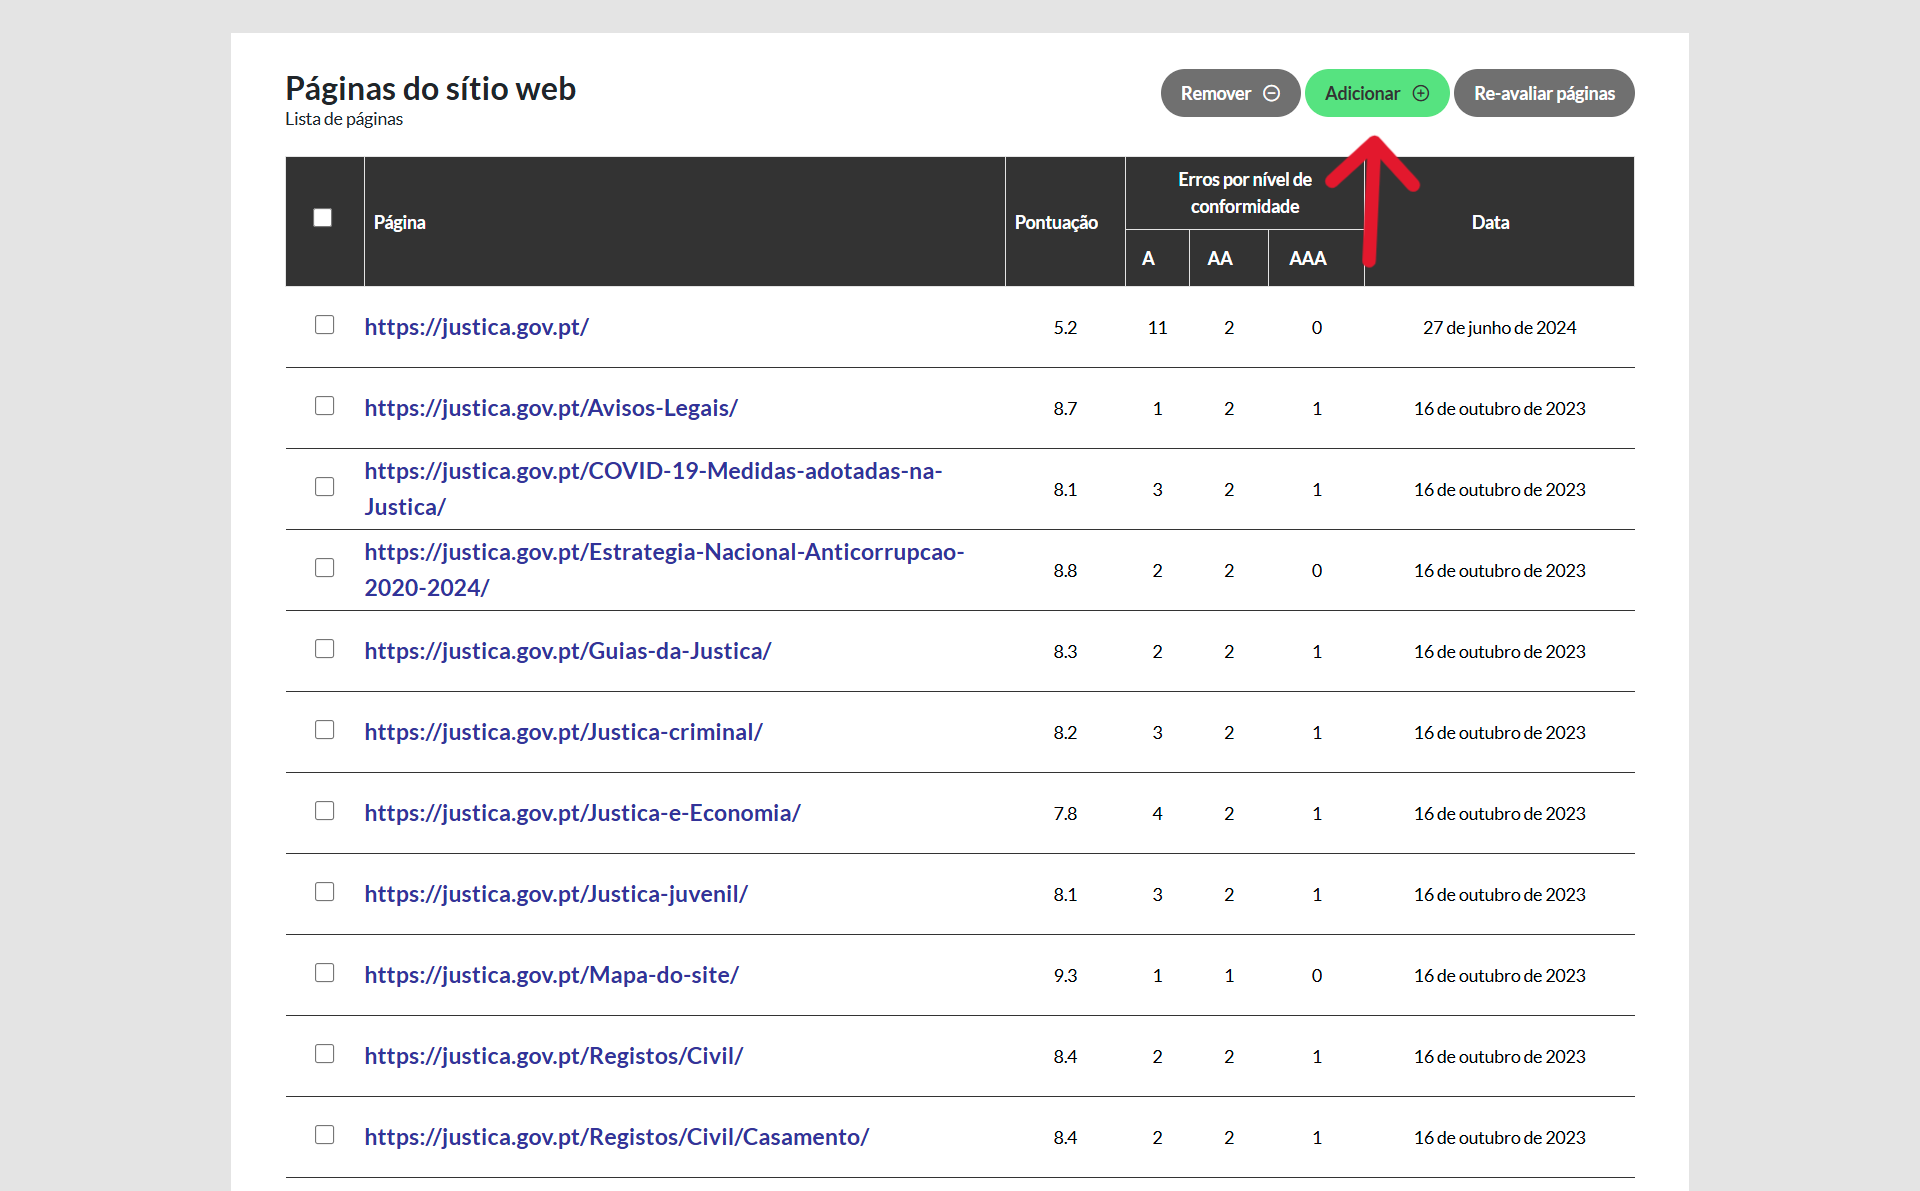 Páginas do sítio web
Lista de páginas
Remover Adicionar Re-avaliar páginas
Página Pontuação Erros por nível de conformidade Data
A AA AAA
https://justica.gov.pt/ 5.2 11 2 0 27 de junho de 2024
https://justica.gov.pt/Avisos-Legais/ 8.7 1 2 1 16 de outubro de 2023
https://justica.gov.pt/COVID-19-Medidas-adotadas-na-
Justica/ 8.1 3 2 1 16 de outubro de 2023
https://justica.gov.pt/Estrategia-Nacional-Anticorrupcao-
2020-2024/ 8.8 2 2 0 16 de outubro de 2023
https://justica.gov.pt/Guias-da-Justica/ 8.3 2 2 1 16 de outubro de 2023
https://justica.gov.pt/Justica-criminal/ 8.2 3 2 1 16 de outubro de 2023
https://justica.gov.pt/Justica-e-Economia/ 7.8 4 2 1 16 de outubro de 2023
https://justica.gov.pt/Justica-juvenil/ 8.1 3 2 1 16 de outubro de 2023
https://justica.gov.pt/Mapa-do-site/ 9.3 1 1 0 16 de outubro de 2023
https://justica.gov.pt/Registos/Civil/ 8.4 2 2 1 16 de outubro de 2023
https://justica.gov.pt/Registos/Civil/Casamento/ 8.4 2 2 1 16 de outubro de 2023